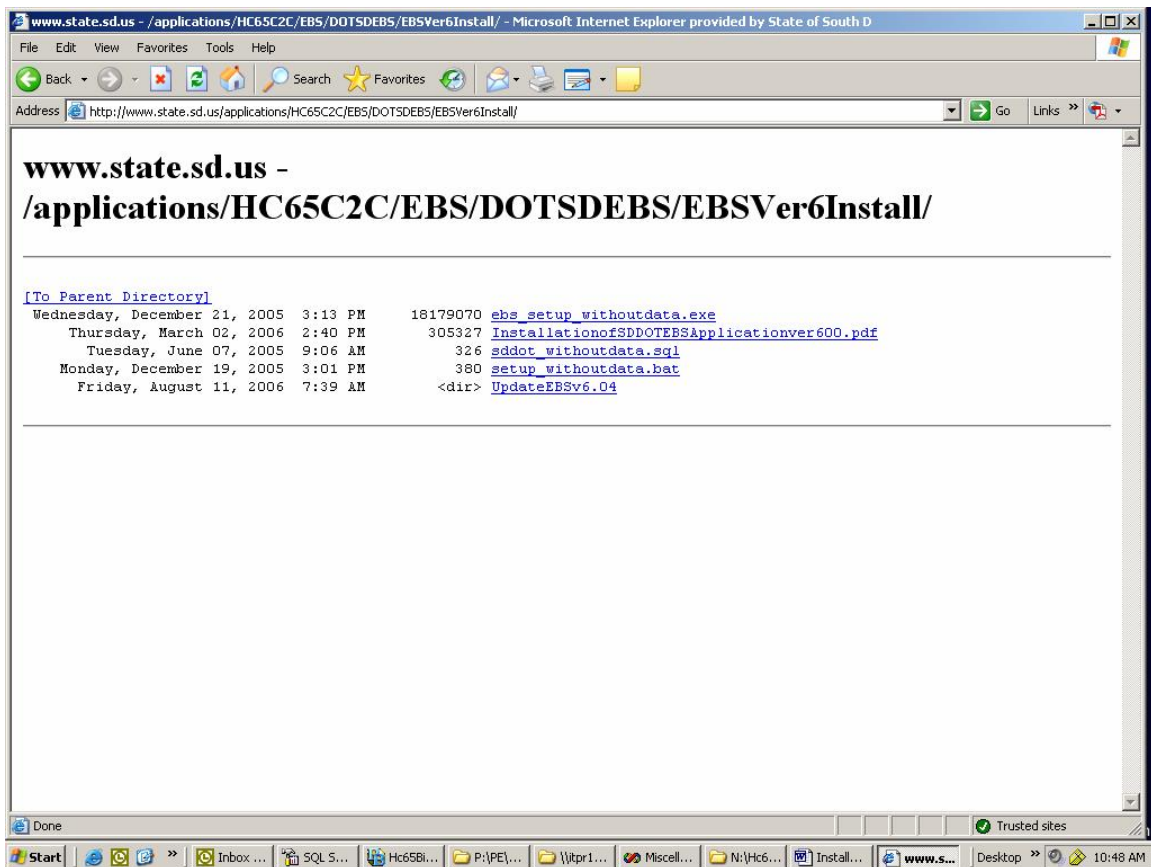 www.state.sd.us - /applications/HC65C2C/EBS/DOTSDEBS/EBSVer6Install/ - Microsoft Internet Explorer provided by State of South D
File Edit View Favorites Tools Help
Back Search Favorites
Address http://www.state.sd.us/applications/HC65C2C/EBS/DOTSDEBS/EBSVer6Install/ Go Links »
www.state.sd.us -
/applications/HC65C2C/EBS/DOTSDEBS/EBSVer6Install/
[To Parent Directory]
Wednesday, December 21, 2005 3:13 PM 18179070 ebs_setup_withoutdata.exe
Thursday, March 02, 2006 2:40 PM 305327 InstallationofSDDOTEBSApplicationver600.pdf
Tuesday, June 07, 2005 9:06 AM 326 sddot_withoutdata.sql
Monday, December 19, 2005 3:01 PM 380 setup_withoutdata.bat
Friday, August 11, 2006 7:39 AM <dir> UpdateEBSv6.04
Done Trusted sites
Start » Inbox ... SQL S... Hc65Bi... P:\PE\... \\itpr1... Miscell... N:\Hc6... Install... www.s... Desktop » 10:48 AM